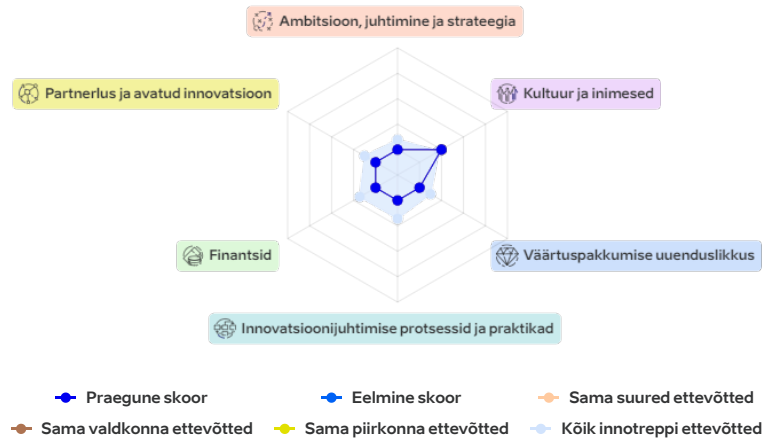 Ambitsioon, juhtimine ja strateegia
Partnerlus ja avatud innovatsioon
Kultuur ja inimesed
Finantsid
Väärtuspakkumise uuenduslikkus
Innovatsioonijuhtimise protsessid ja praktikad
Praegune skoor
Eelmine skoor
Sama suured ettevõtted
Sama valdkonna ettevõtted
Sama piirkonna ettevõtted
Kõik innotreppi ettevõtted